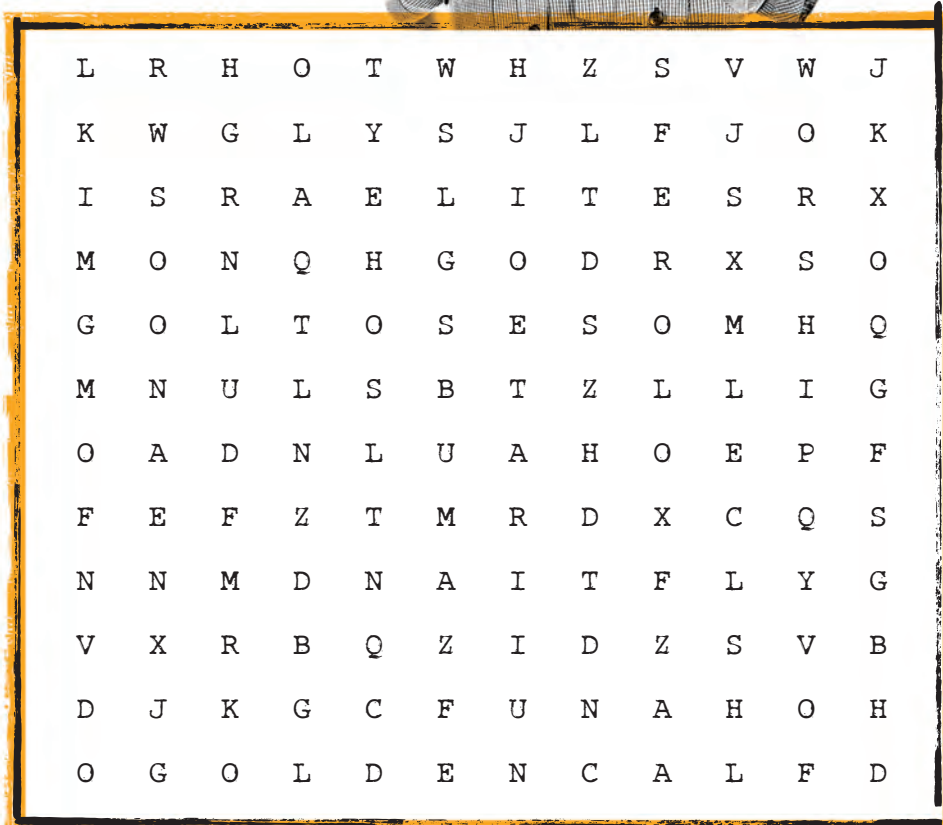 L R H O T W H Z S V W J
K W G L Y S J L F J O K
I S R A E L I T E S R X
M O N Q H G O D R X S O
G O L T O S E S O M H Q
M N U L S B T Z L L I G
O A D N L U A H O E P F
F E F Z T M R D X C Q S
N N M D N A I T F L Y G
V X R B Q Z I D Z S V B
D J K G C F U N A H O H
O G O L D E N C A L F D